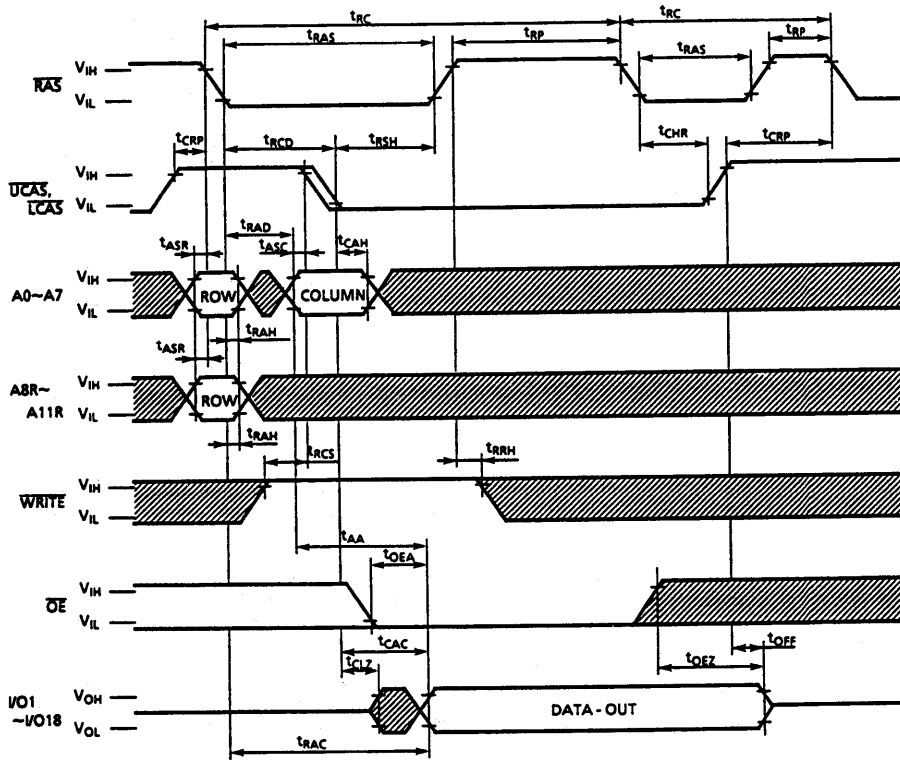 tRC tRC
tRAS tRP tRAS tRP
RAS VIH
VIL
tCRP tRCD tRSH tCHR tCRP
UCAS,
LCAS VIH
VIL
tRAD
tASR tASC tCAH
A0~A7 VIH
VIL
ROW COLUMN
tASR tRAH
A8R~
A11R VIH
VIL
ROW
tRAH tRCS tRRH
WRITE VIH
VIL
tAA
tOEA
OE VIH
VIL
tCAC tOFF
tCLZ tOEZ
I/O1
~I/O18 VOH
VOL
DATA-OUT
tRAC